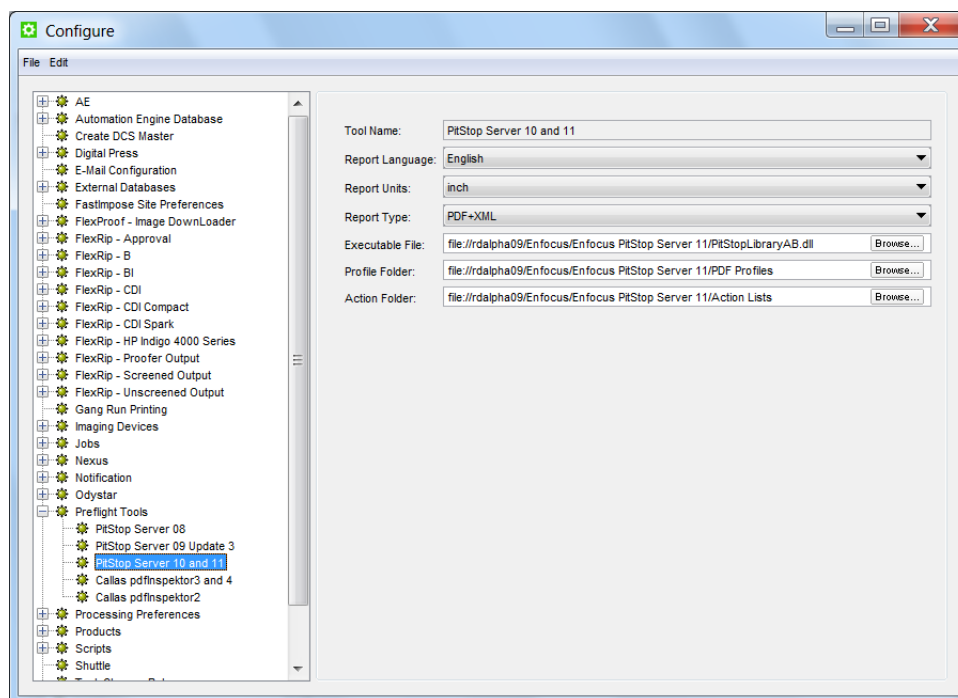 Configure
File Edit
AE
Automation Engine Database
Create DCS Master
Digital Press
E-Mail Configuration
External Databases
FastImpose Site Preferences
FlexProof - Image DownLoader
FlexRip - Approval
FlexRip - B
FlexRip - BI
FlexRip - CDI
FlexRip - CDI Compact
FlexRip - CDI Spark
FlexRip - HP Indigo 4000 Series
FlexRip - Proofer Output
FlexRip - Screened Output
FlexRip - Unscreened Output
Gang Run Printing
Imaging Devices
Jobs
Nexus
Notification
Odystar
Preflight Tools
PitStop Server 08
PitStop Server 09 Update 3
PitStop Server 10 and 11
Callas pdfInspektor3 and 4
Callas pdfInspektor2
Processing Preferences
Products
Scripts
Shuttle
Tool Name: PitStop Server 10 and 11
Report Language: English
Report Units: inch
Report Type: PDF+XML
Executable File: file://rdalpha09/Enfocus/Enfocus PitStop Server 11/PitStopLibraryAB.dll Browse...
Profile Folder: file://rdalpha09/Enfocus/Enfocus PitStop Server 11/PDF Profiles Browse...
Action Folder: file://rdalpha09/Enfocus/Enfocus PitStop Server 11/Action Lists Browse...